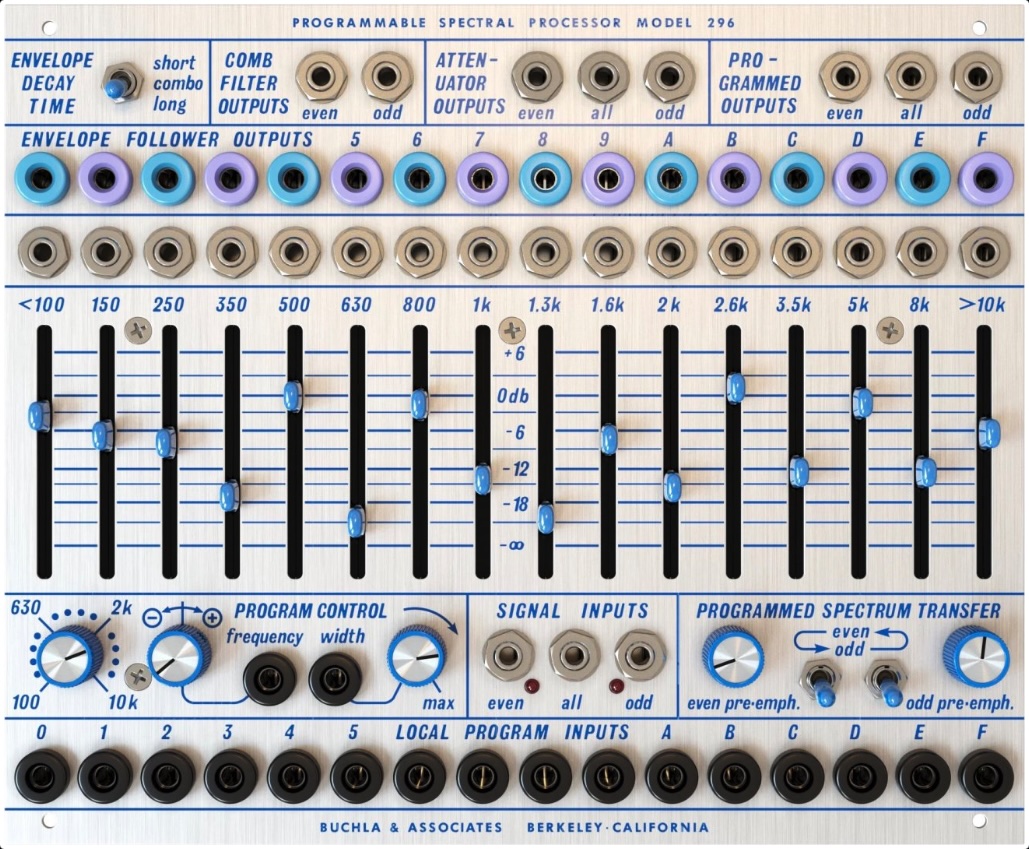 PROGRAMMABLE SPECTRAL PROCESSOR MODEL 296
ENVELOPE
DECAY
TIME
short
combo
long
COMB
FILTER
OUTPUTS
even odd
ATTEN-
UATOR
OUTPUTS
even all odd
PRO-
GRAMMED
OUTPUTS
even all odd
ENVELOPE FOLLOWER OUTPUTS 5 6 7 8 9 A B C D E F
<100 150 250 350 500 630 800 1k 1.3k 1.6k 2k 2.6k 3.5k 5k 8k >10k
+6
0db
-6
-12
-18
-∞
630 2k
100 10k
- +
PROGRAM CONTROL
frequency width
max
SIGNAL INPUTS
even all odd
PROGRAMMED SPECTRUM TRANSFER
even
odd
even pre-emph. odd pre-emph.
0 1 2 3 4 5 LOCAL PROGRAM INPUTS A B C D E F
BUCHLA & ASSOCIATES BERKELEY·CALIFORNIA